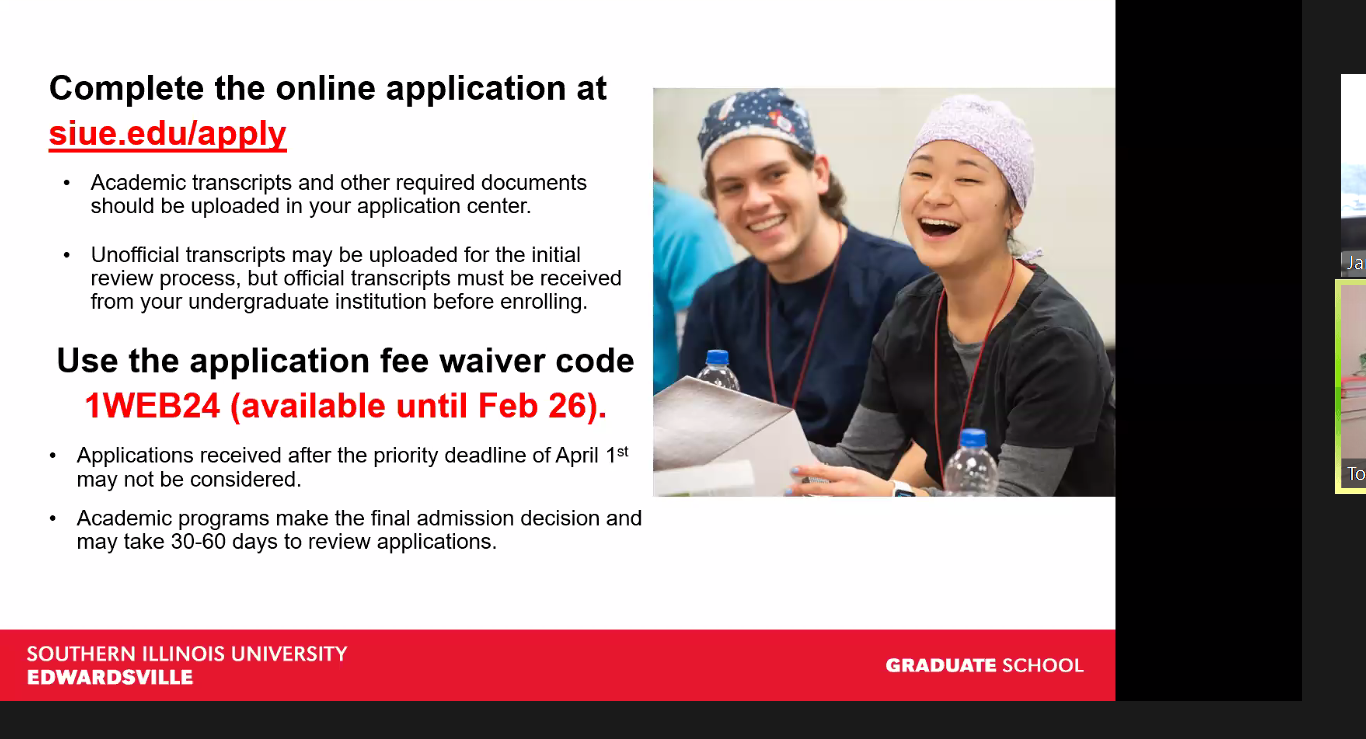 Complete the online application at
siue.edu/apply
• Academic transcripts and other required documents
should be uploaded in your application center.
• Unofficial transcripts may be uploaded for the initial
review process, but official transcripts must be received
from your undergraduate institution before enrolling.
Use the application fee waiver code
1WEB24 (available until Feb 26).
• Applications received after the priority deadline of April 1st
may not be considered.
• Academic programs make the final admission decision and
may take 30-60 days to review applications.
SOUTHERN ILLINOIS UNIVERSITY
EDWARDSVILLE
GRADUATE SCHOOL
Ja
To